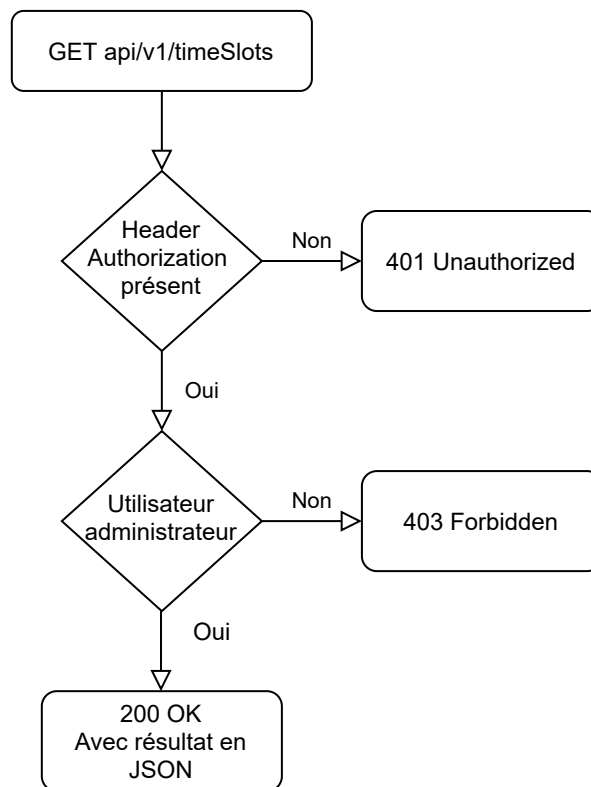 GET api/v1/timeSlots
Header
Authorization
présent
Non
401 Unauthorized
Oui
Utilisateur
administrateur
Non
403 Forbidden
Oui
200 OK
Avec résultat en
JSON